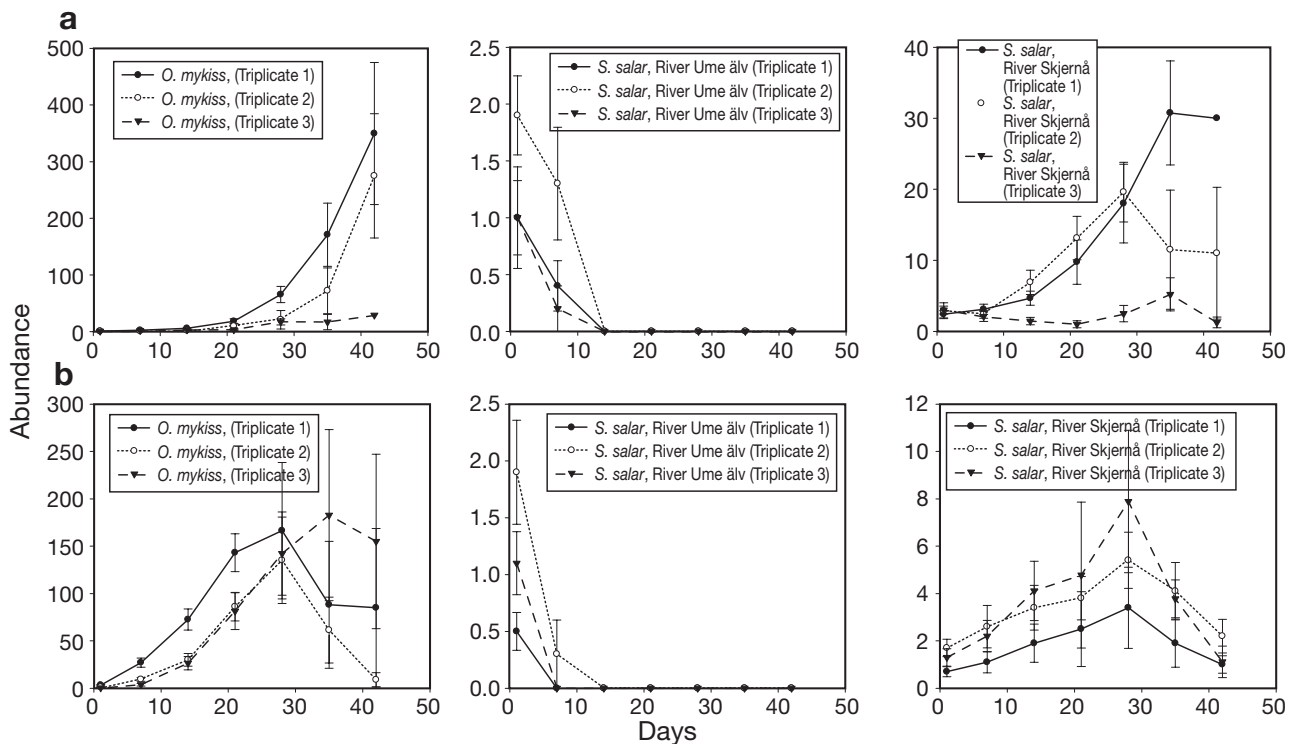 a
500
400
300
200
100
0
0 10 20 30 40 50
O. mykiss, (Triplicate 1)
O. mykiss, (Triplicate 2)
O. mykiss, (Triplicate 3)
2.5
2.0
1.5
1.0
0.5
0.0
0 10 20 30 40 50
S. salar, River Ume älv (Triplicate 1)
S. salar, River Ume älv (Triplicate 2)
S. salar, River Ume älv (Triplicate 3)
40
30
20
10
0
0 10 20 30 40 50
S. salar,
River Skjernå
(Triplicate 1)
S. salar,
River Skjernå
(Triplicate 2)
S. salar,
River Skjernå
(Triplicate 3)
Abundance
b
300
250
200
150
100
50
0
0 10 20 30 40 50
O. mykiss, (Triplicate 1)
O. mykiss, (Triplicate 2)
O. mykiss, (Triplicate 3)
2.5
2.0
1.5
1.0
0.5
0.0
0 10 20 30 40 50
S. salar, River Ume älv (Triplicate 1)
S. salar, River Ume älv (Triplicate 2)
S. salar, River Ume älv (Triplicate 3)
12
10
8
6
4
2
0
0 10 20 30 40 50
S. salar, River Skjernå (Triplicate 1)
S. salar, River Skjernå (Triplicate 2)
S. salar, River Skjernå (Triplicate 3)
Days